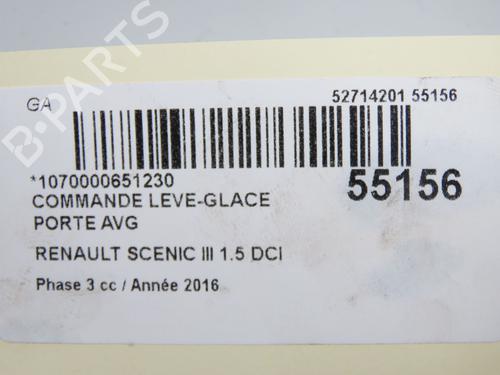 GA
52714201 55156
*1070000651230
55156
COMMANDE LEVE-GLACE
PORTE AVG
RENAULT SCENIC III 1.5 DCI
Phase 3 cc / Année 2016
B-PARTS